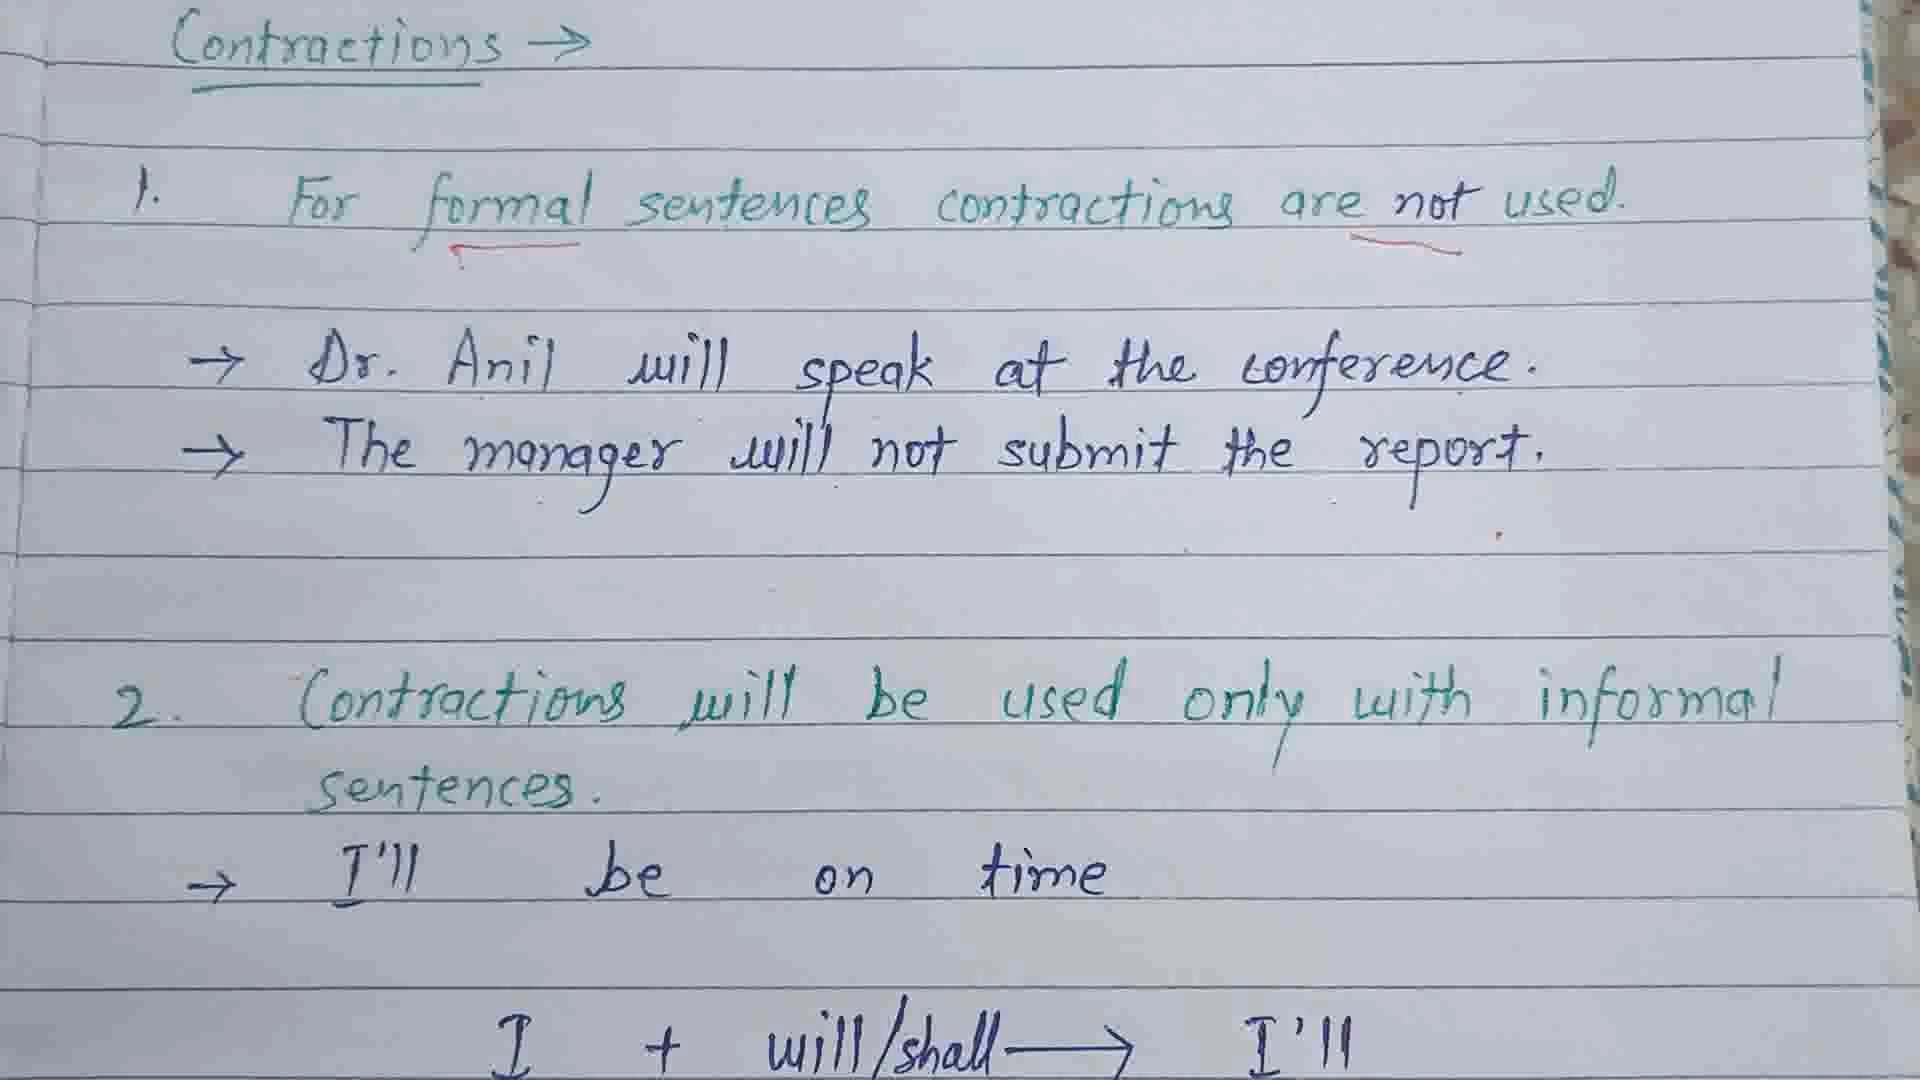 Contractions →
1. For formal sentences contractions are not used.
→ Dr. Anil will speak at the conference.
→ The manager will not submit the report.
2. Contractions will be used only with informal
sentences.
→ I'll be on time
I + will/shall → I'll